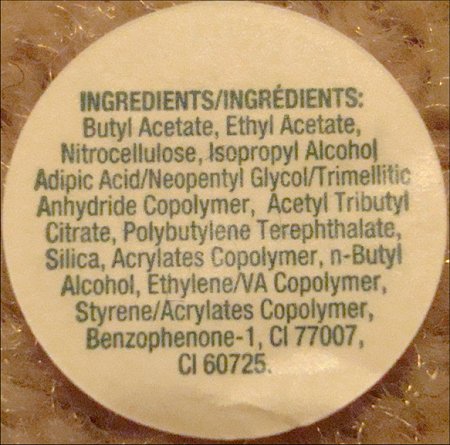 INGREDIENTS/INGRÉDIENTS:
Butyl Acetate, Ethyl Acetate,
Nitrocellulose, Isopropyl Alcohol
Adipic Acid/Neopentyl Glycol/Trimellitic
Anhydride Copolymer, Acetyl Tributyl
Citrate, Polybutylene Terephthalate,
Silica, Acrylates Copolymer, n-Butyl
Alcohol, Ethylene/VA Copolymer,
Styrene/Acrylates Copolymer,
Benzophenone-1, CI 77007,
CI 60725.